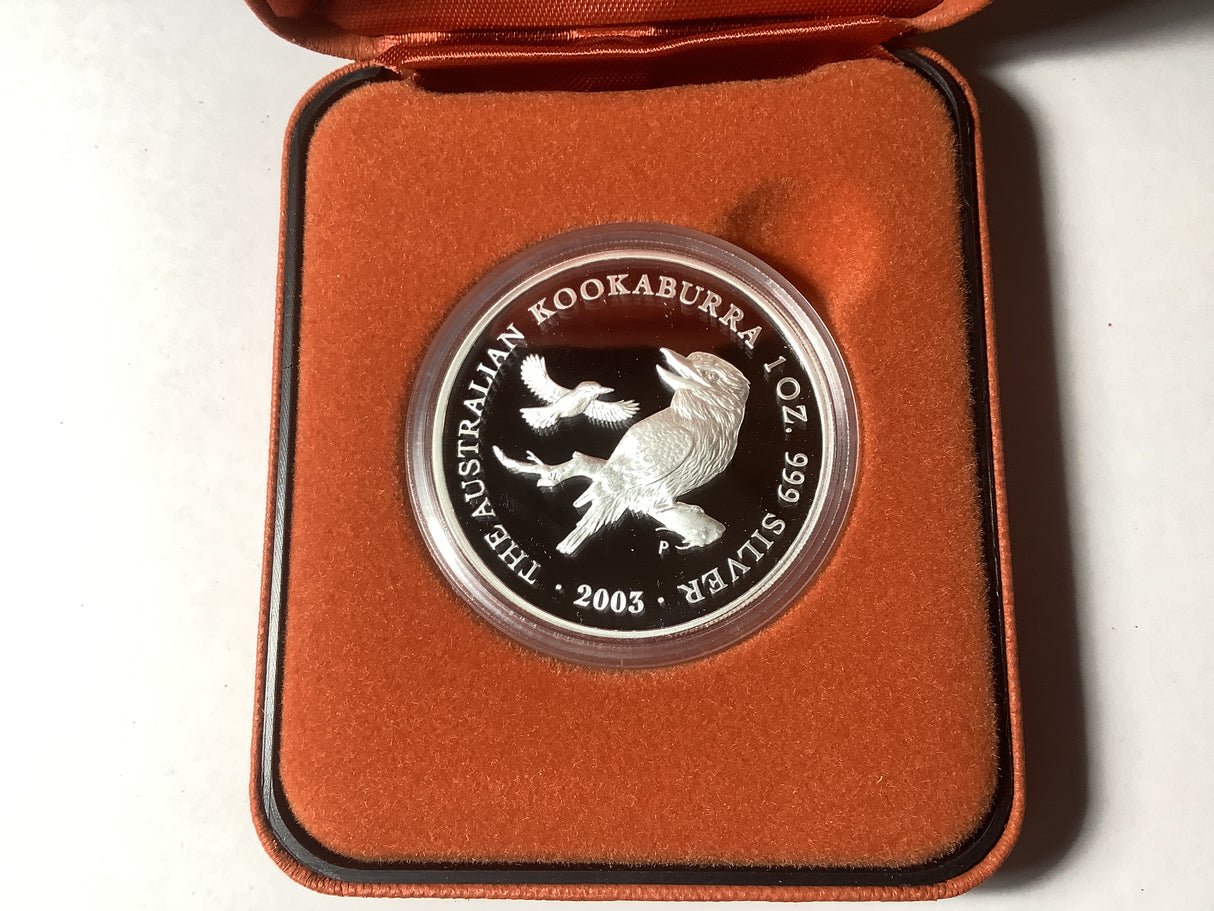 THE AUSTRALIAN KOOKABURRA 1 OZ. 999 SILVER
· 2003 ·
P